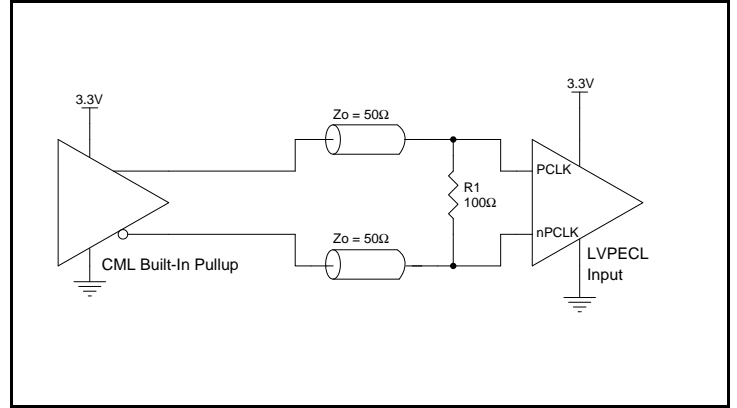 3.3V
3.3V
Zo = 50Ω
PCLK
R1
100Ω
nPCLK
Zo = 50Ω
LVPECL
Input
CML Built-In Pullup